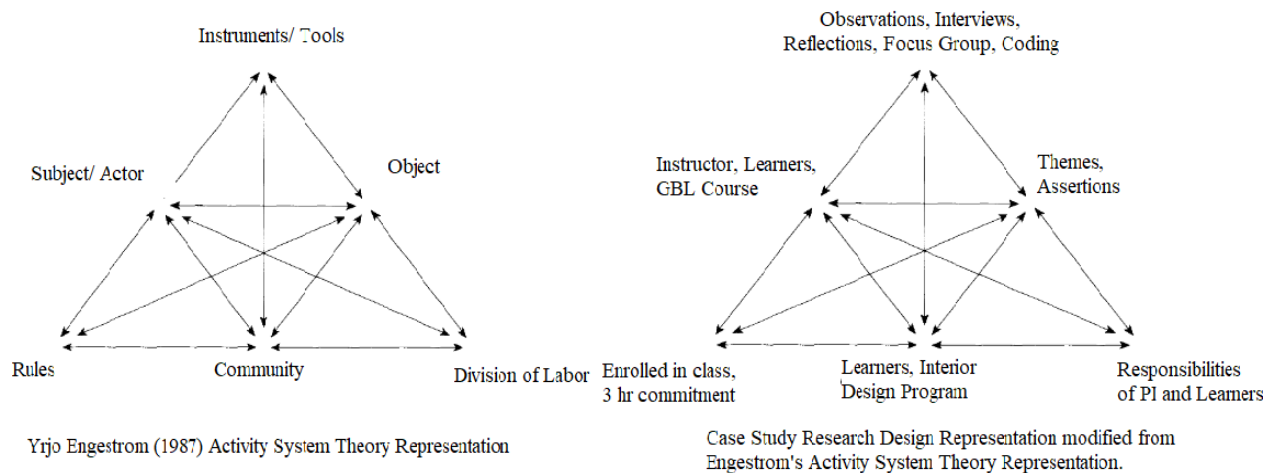 Instruments/ Tools
Subject/ Actor
Object
Rules
Community
Division of Labor
Yrjo Engestrom (1987) Activity System Theory Representation
Observations, Interviews,
Reflections, Focus Group, Coding
Instructor, Learners,
GBL Course
Themes,
Assertions
Enrolled in class,
3 hr commitment
Learners, Interior
Design Program
Responsibilities
of PI and Learners
Case Study Research Design Representation modified from
Engestrom's Activity System Theory Representation.